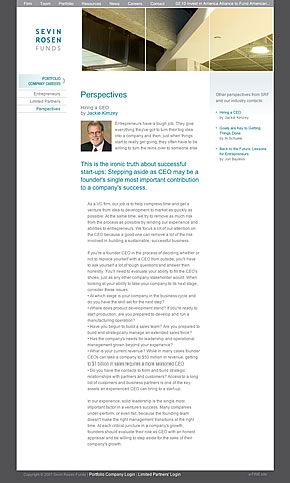 Firm Team Portfolio Resources News Careers Contact Q3 10 Invest in America Alliance to Fund American...
SEVIN
ROSEN
FUNDS
PORTFOLIO
COMPANY CAREERS
Entrepreneurs
Limited Partners
Perspectives
Perspectives
Hiring a CEO
by Jackie Kimzey
Entrepreneurs have a tough job. They give
everything they've got to turn their big idea
into a company and then, just when things
start to really get going, they often have to be
willing to turn the reins over to someone else.
This is the ironic truth about successful
start-ups: Stepping aside as CEO may be a
founder's single most important contribution
to a company's success.
As a VC firm, our job is to help compress time and get a
venture from idea to development to market as quickly as
possible. At the same time, we try to remove as much risk
from the process as possible by lending our experience and
abilities to entrepreneurs. We focus a lot of our attention on
the CEO because a good one can remove a lot of the risk
involved in building a sustainable, successful business.
If you're a founder CEO in the process of deciding whether or
not to replace yourself with a CEO from outside, you'll have
to ask yourself a lot of tough questions and answer them
honestly. You'll need to evaluate your ability to fill the CEO's
shoes, just as any other outside candidate would. When
looking at your ability to take your company to its next stage,
consider these issues:
• At which stage is your company in the business cycle and
do you have the skill set for the next step?
• Where does product development stand? If you're ready to
start production, are you prepared to develop and run a
manufacturing operation?
• Have you begun to build a sales team? Are you prepared to
build and strategically manage an extended sales time?
• Has the company's needs for leadership and operational
management grown beyond your experience?
• What is your current revenue? While in many cases founder
CEOs can take a company to $50 million in revenue, getting
to $1 billion in sales requires a more seasoned CEO.
• Do you have the contacts to form and build strategic
relationships with partners and customers? Access to a long
list of customers and business partners is one of the key
assets an experienced CEO can bring to a start-up.
In our experience, solid leadership is the single most
important factor in a venture's success. Many companies
under-perform, or even fail, because the founding team
doesn't make the right management transitions at the right
time. At each critical juncture in a company's growth,
founders should evaluate their role as CEO with an honest
appraisal and be willing to step aside for the sake of their
company's growth.
Other perspectives from SRF
and our industry contacts:
Hiring a CEO
by Jackie Kimzey
Goals are Key to Getting
Things Done
by Al Schuele
Back to the Future: Lessons
for Entrepreneurs
by Jon Bayless
Copyright © 2007 Sevin Rosen Funds | Portfolio Company Login | Limited Partners' Login